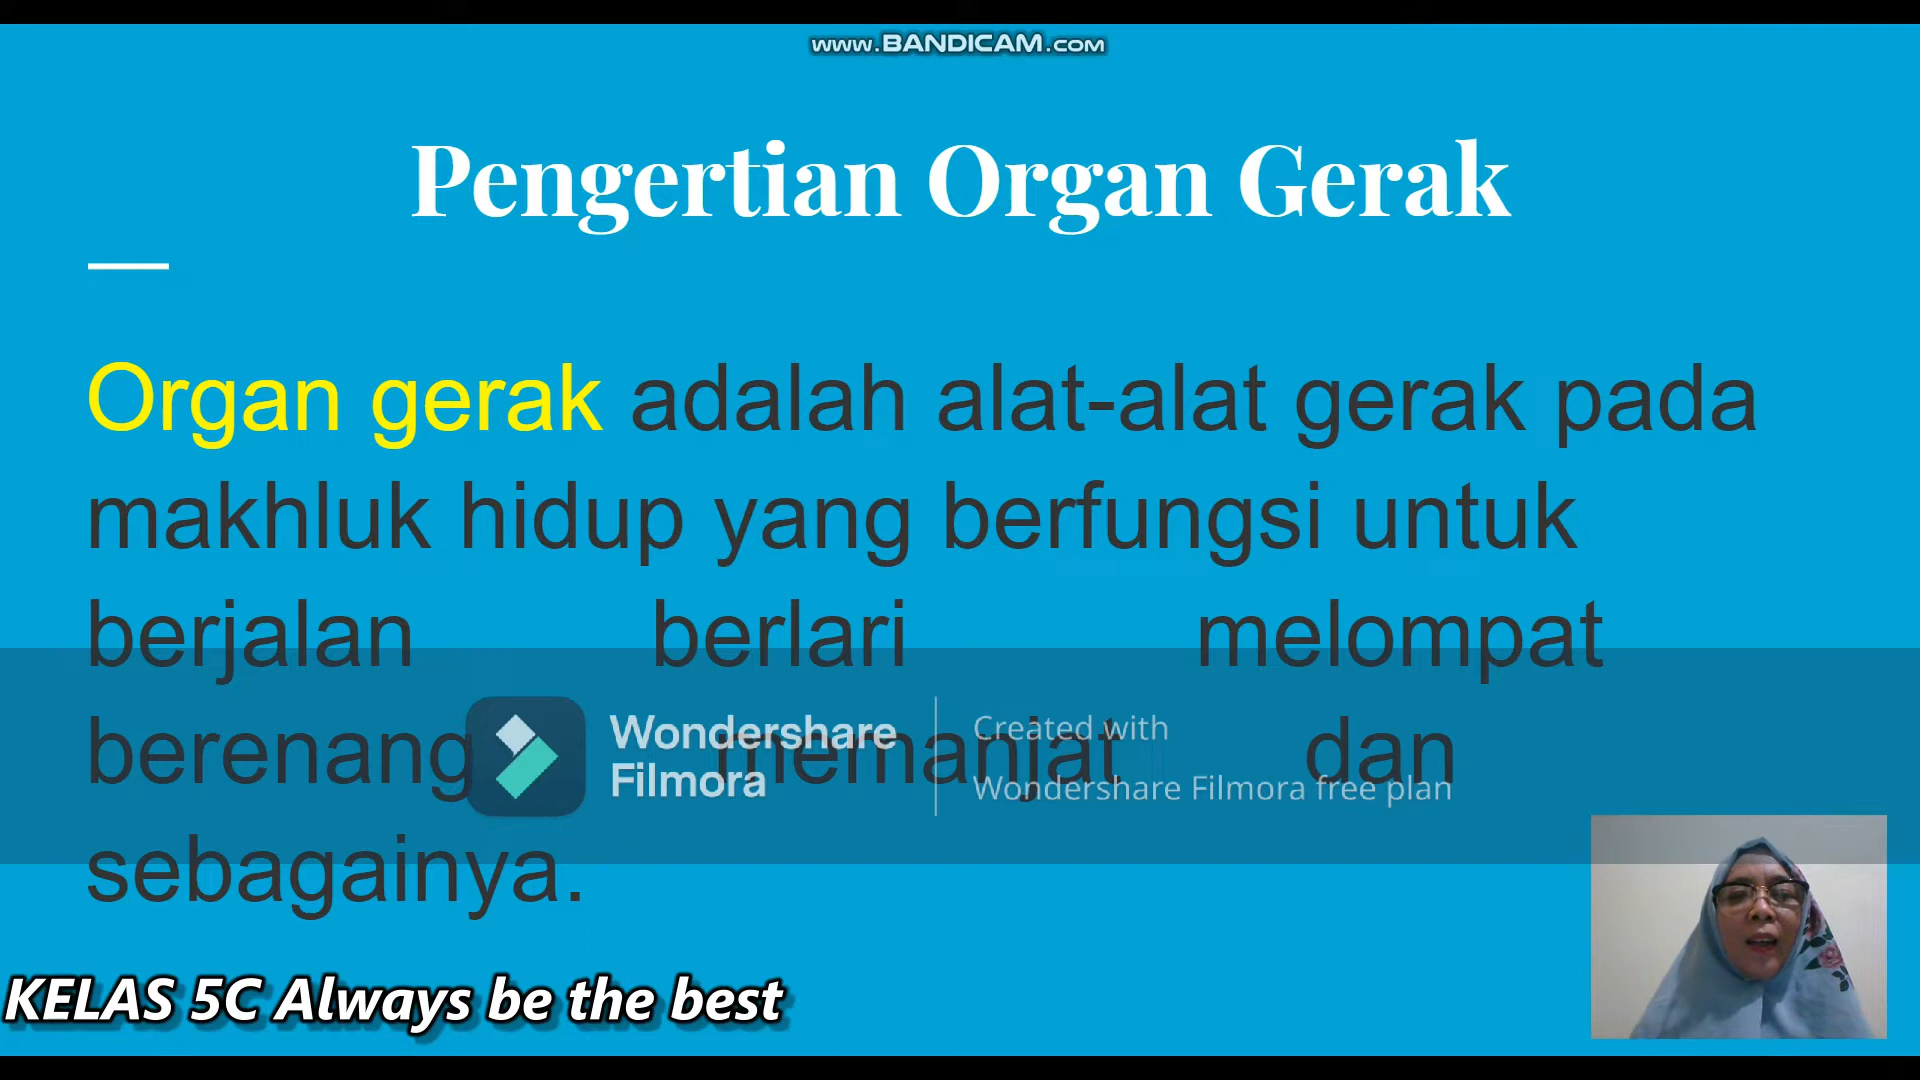 www.BANDICAM.com
Pengertian Organ Gerak
Organ gerak adalah alat-alat gerak pada
makhluk hidup yang berfungsi untuk
berjalan berlari melompat
berenang memanjat dan
sebagainya.
Wondershare
Filmora
Created with
Wondershare Filmora free plan
KELAS 5C Always be the best